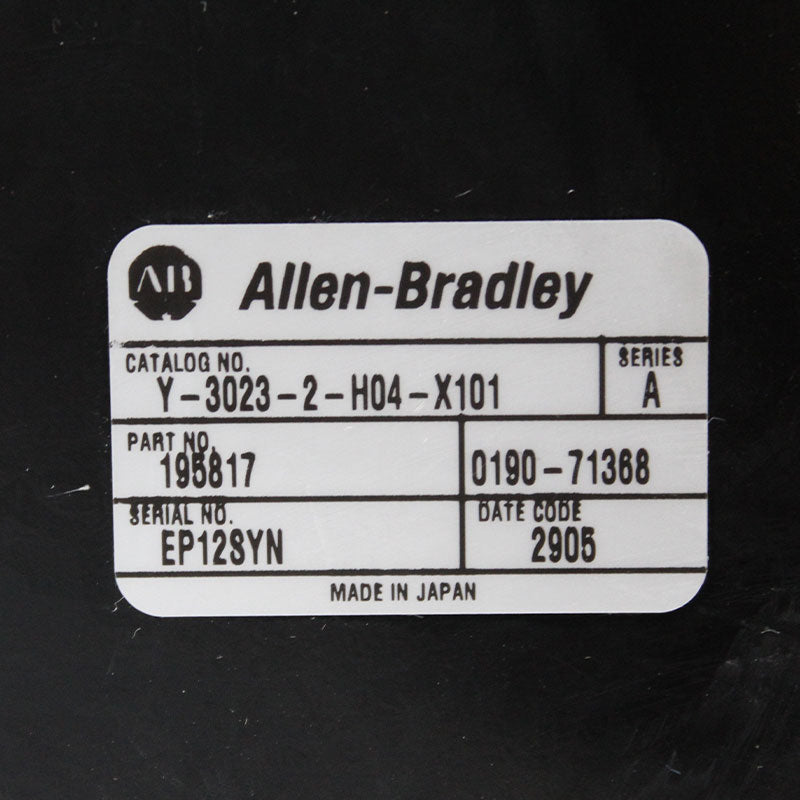 AB Allen-Bradley
CATALOG NO. SERIES
Y-3023-2-H04-X101 A
PART NO.
195817 0190-71368
SERIAL NO. DATE CODE
EP12SYN 2905
MADE IN JAPAN